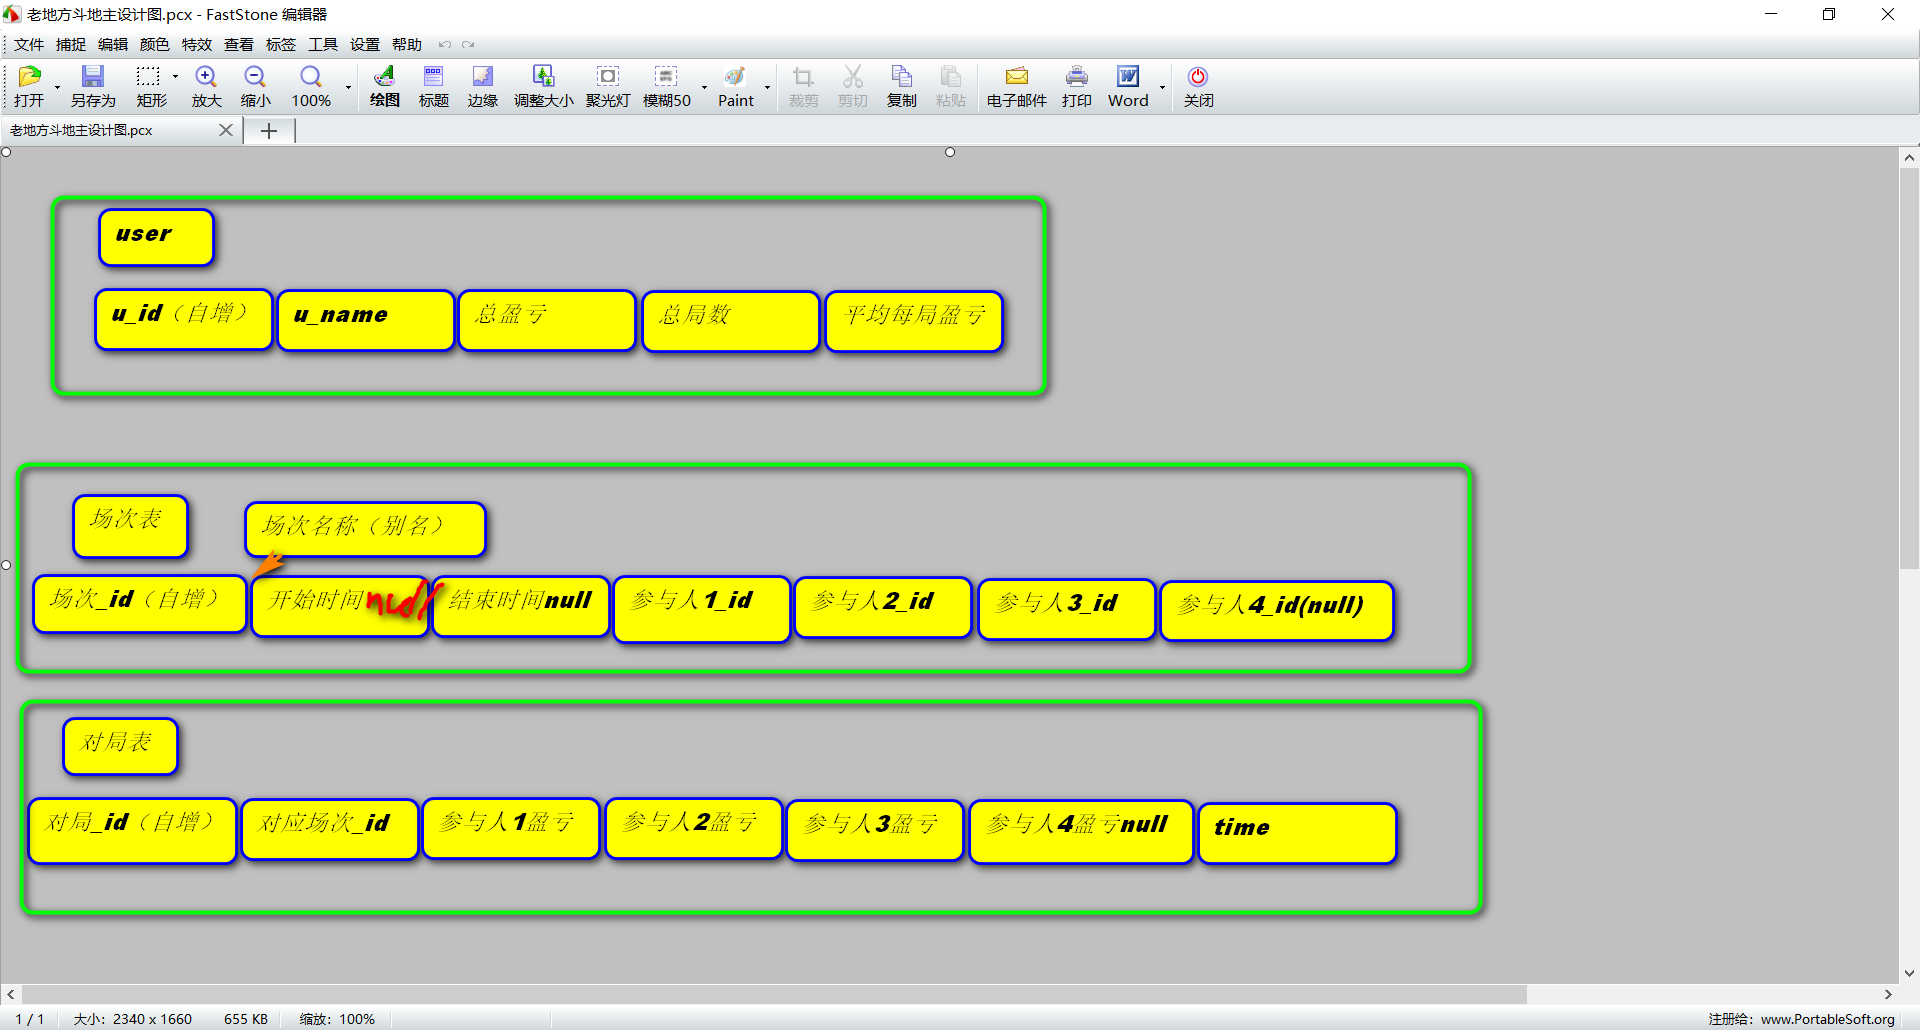 老地方斗地主设计图.pcx - FastStone 编辑器
文件 捕捉 编辑 颜色 特效 查看 标签 工具 设置 帮助
打开 另存为 矩形 放大 缩小 100% 绘图 标题 边缘 调整大小 聚光灯 模糊50 Paint 裁剪 剪切 复制 粘贴 电子邮件 打印 Word 关闭
老地方斗地主设计图.pcx
user
u_id（自增） u_name 总盈亏 总局数 平均每局盈亏
场次表 场次名称（别名）
场次_id（自增） 开始时间null 结束时间null 参与人1_id 参与人2_id 参与人3_id 参与人4_id(null)
对局表
对局_id（自增） 对应场次_id 参与人1盈亏 参与人2盈亏 参与人3盈亏 参与人4盈亏null time
1 / 1 大小: 2340 x 1660 655 KB 缩放: 100% 注册给: www.PortableSoft.org